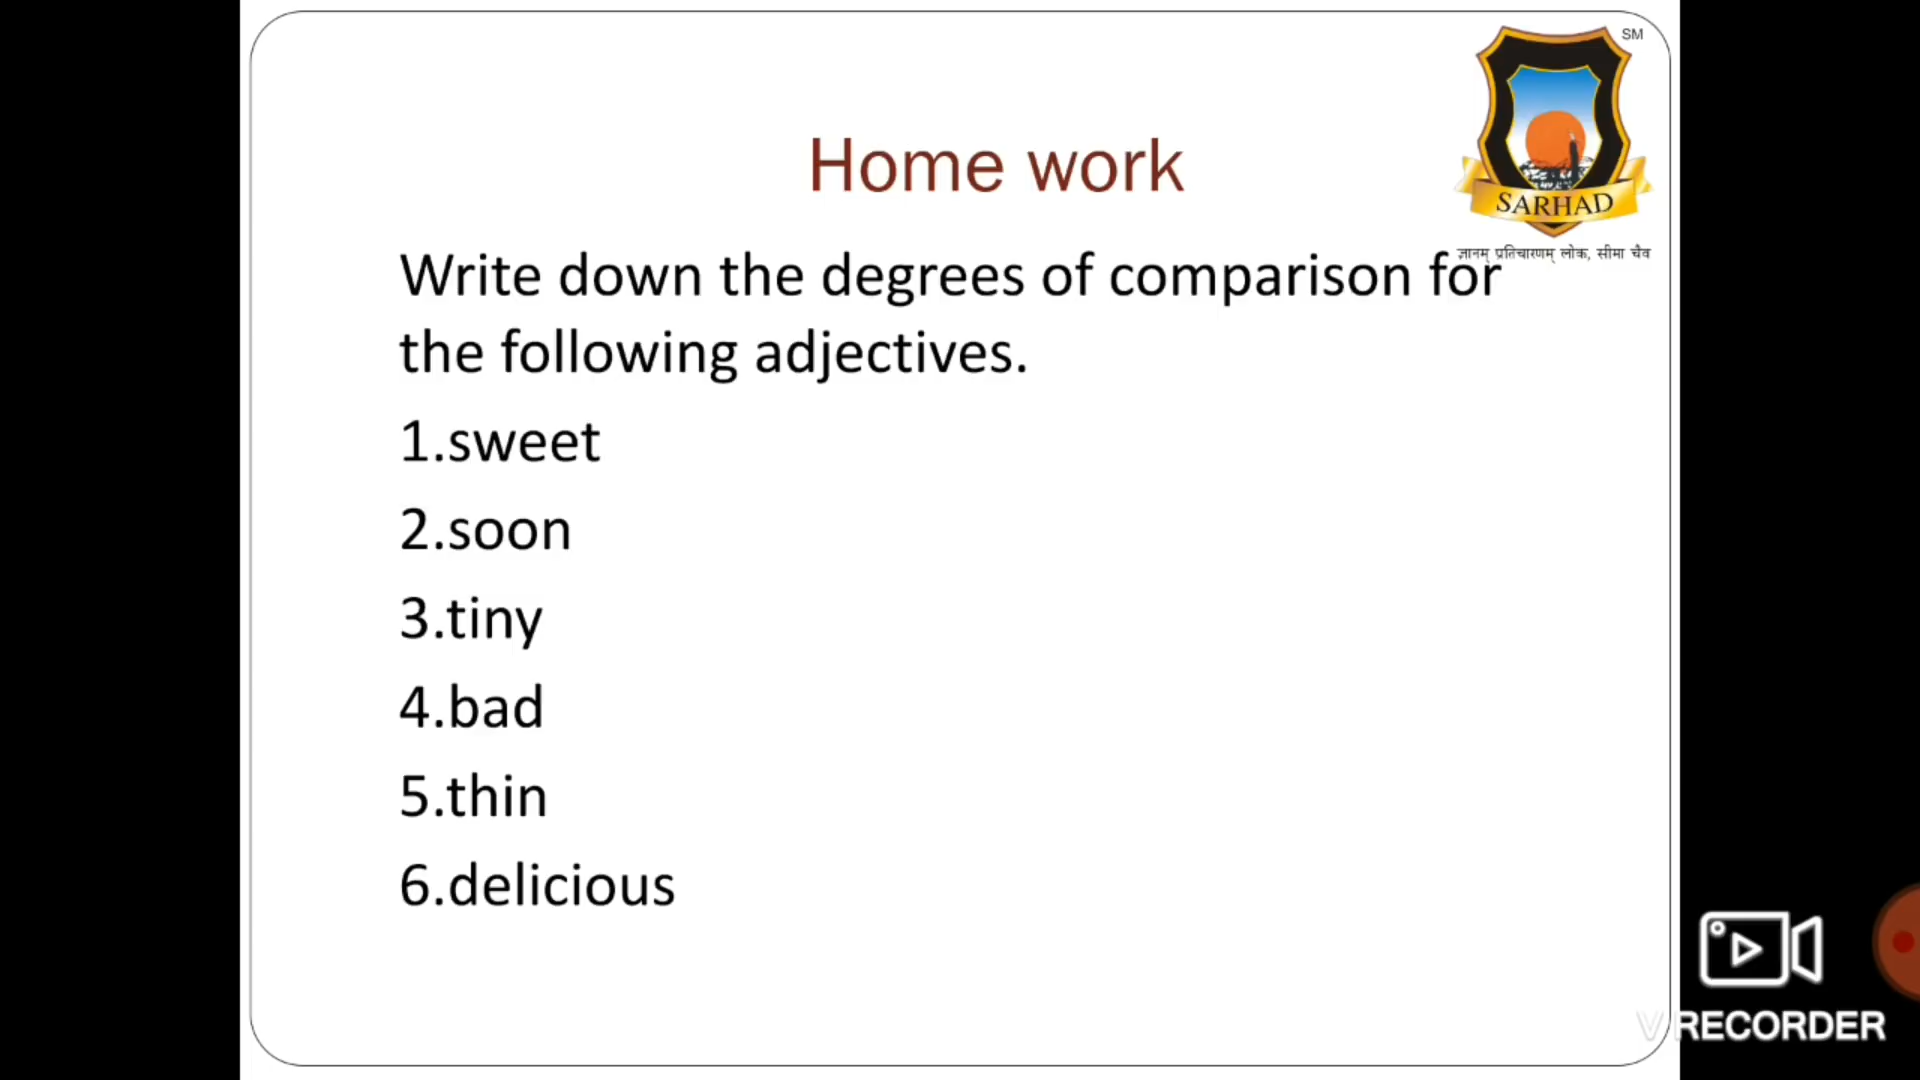 SM
Home work
SARHAD
ज्ञानम् प्रतिचारणम् लोक, सीमा चैव
Write down the degrees of comparison for
the following adjectives.
1.sweet
2.soon
3.tiny
4.bad
5.thin
6.delicious
V RECORDER